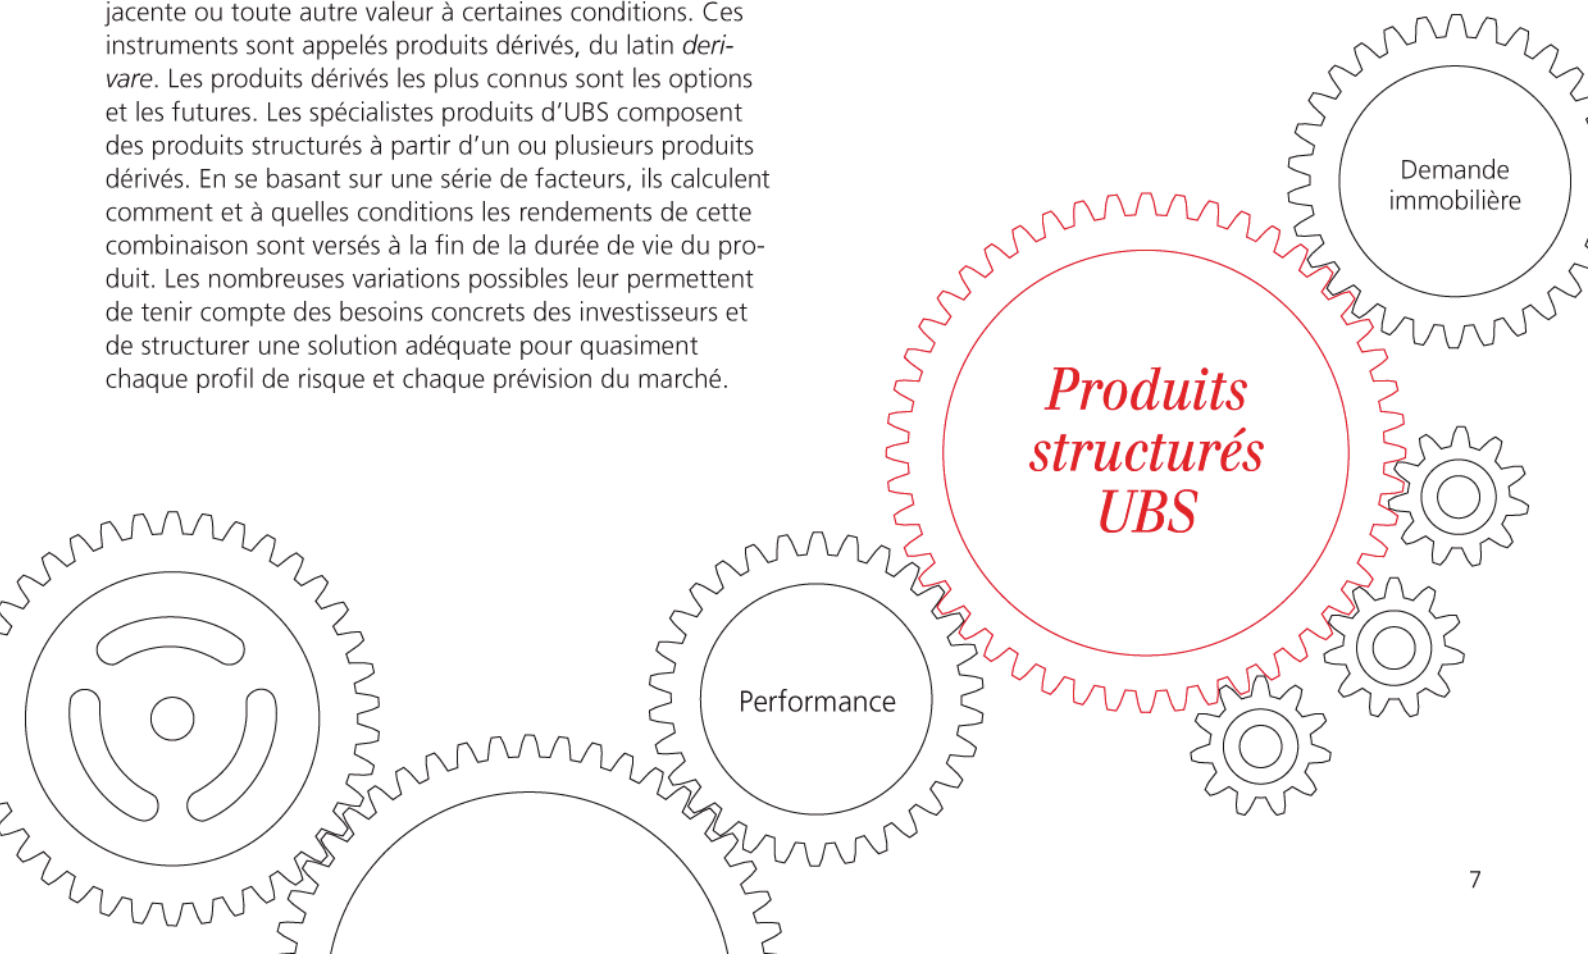 jacente ou toute autre valeur à certaines conditions. Ces
instruments sont appelés produits dérivés, du latin deri-
vare. Les produits dérivés les plus connus sont les options
et les futures. Les spécialistes produits d’UBS composent
des produits structurés à partir d’un ou plusieurs produits
dérivés. En se basant sur une série de facteurs, ils calculent
comment et à quelles conditions les rendements de cette
combinaison sont versés à la fin de la durée de vie du pro-
duit. Les nombreuses variations possibles leur permettent
de tenir compte des besoins concrets des investisseurs et
de structurer une solution adéquate pour quasiment
chaque profil de risque et chaque prévision du marché.
Demande
immobilière
Produits
structurés
UBS
Performance
7